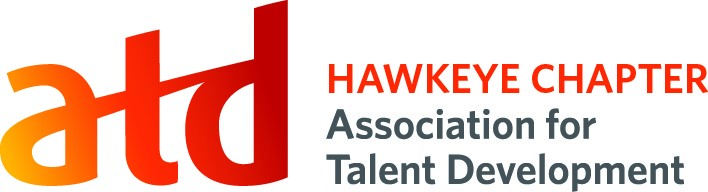 atd
HAWKEYE CHAPTER
Association for
Talent Development